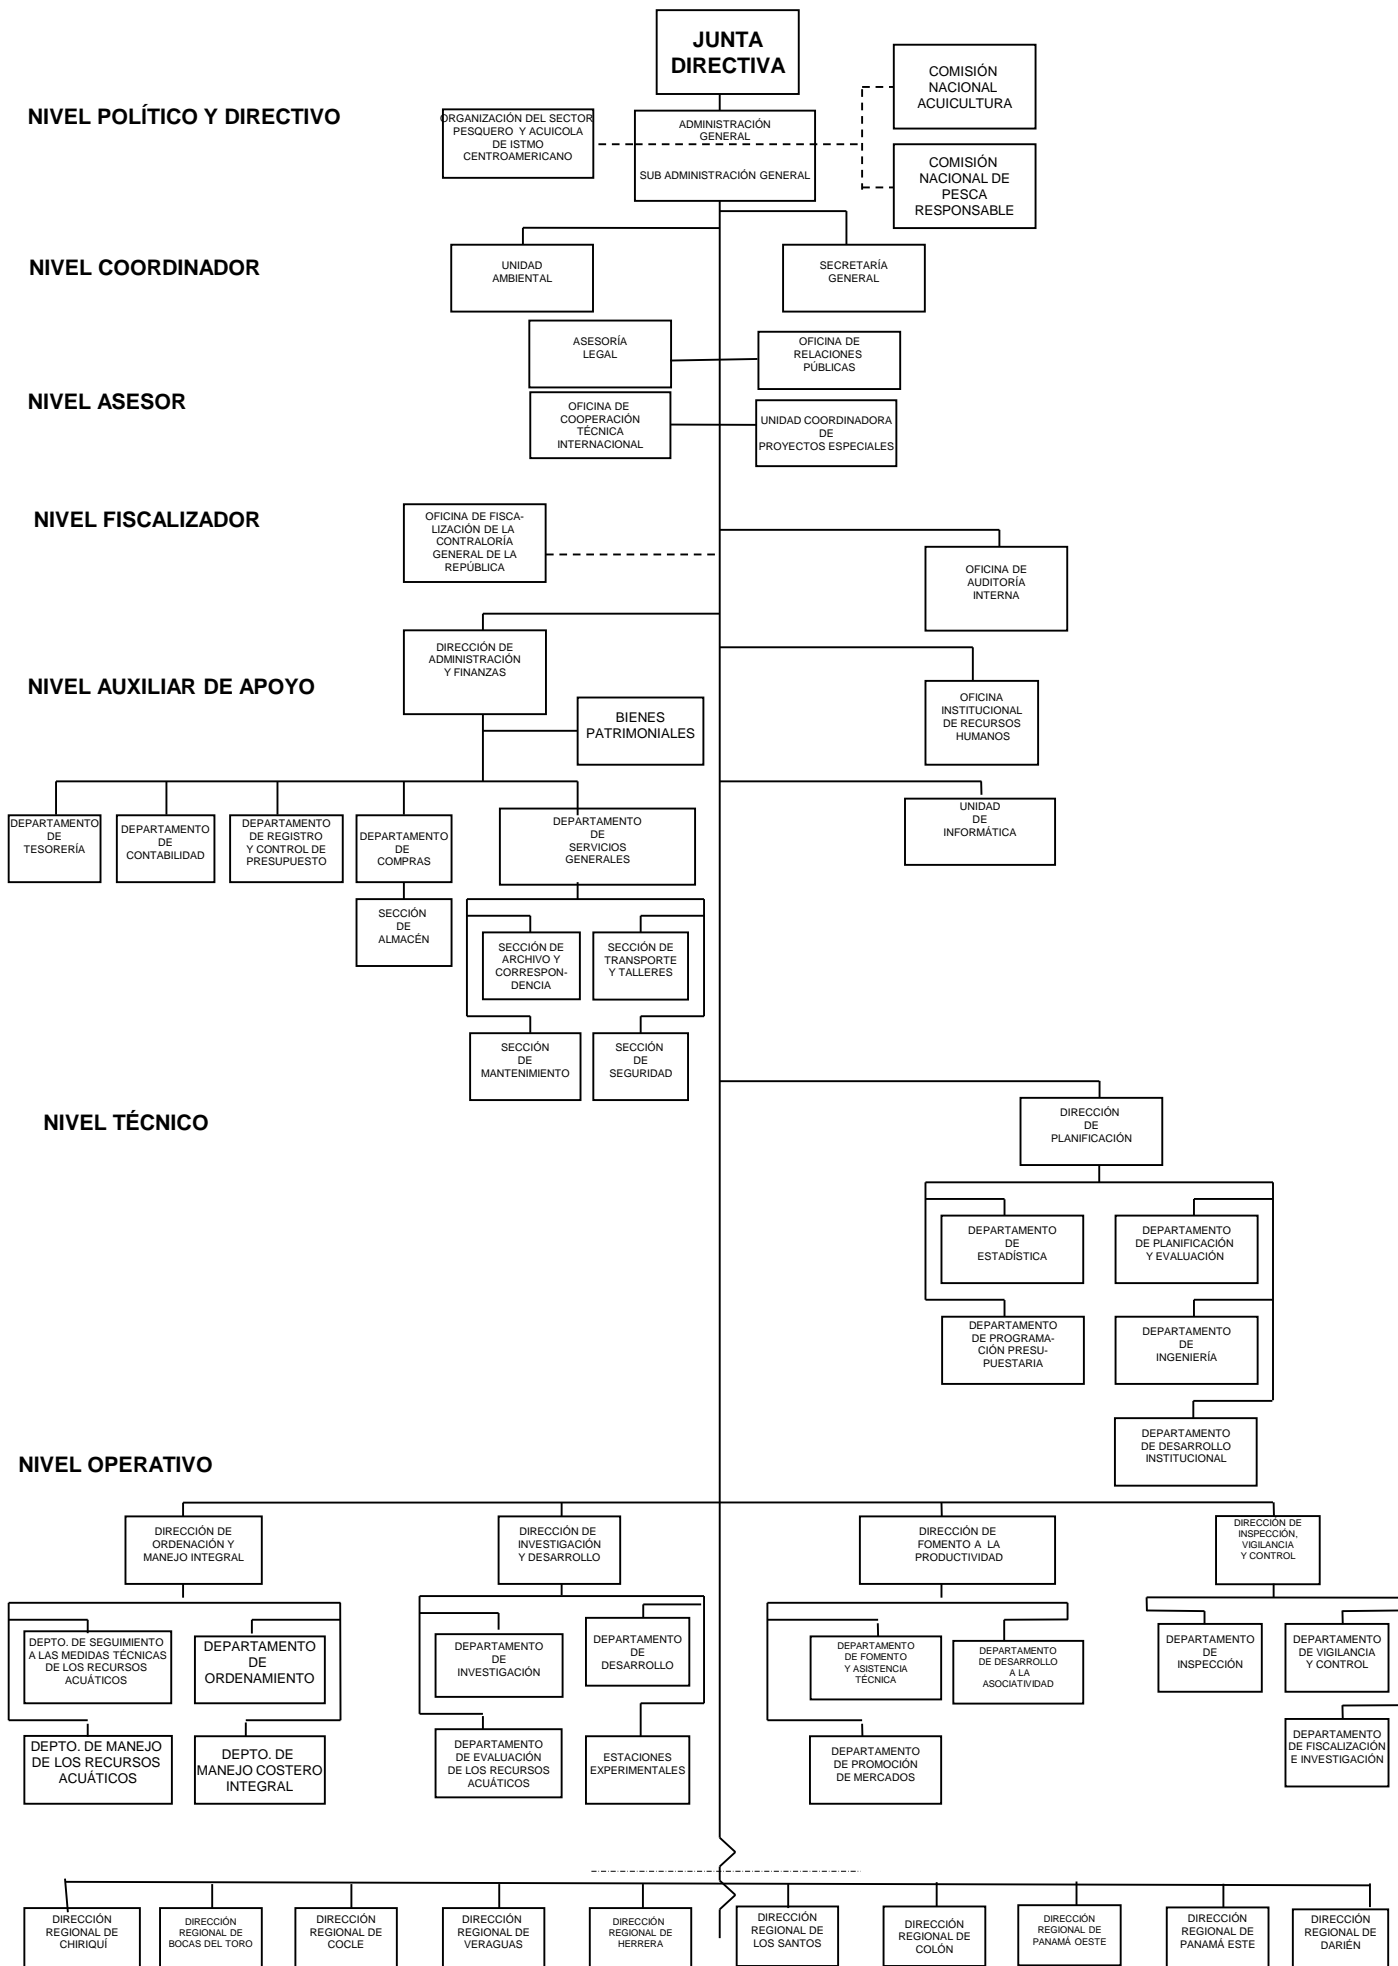 JUNTA
DIRECTIVA
COMISIÓN
NACIONAL
ACUICULTURA
NIVEL POLÍTICO Y DIRECTIVO
ORGANIZACIÓN DEL SECTOR
PESQUERO Y ACUICOLA
DE ISTMO
CENTROAMERICANO
ADMINISTRACIÓN
GENERAL
SUB ADMINISTRACIÓN GENERAL
COMISIÓN
NACIONAL DE
PESCA
RESPONSABLE
NIVEL COORDINADOR
UNIDAD
AMBIENTAL
SECRETARÍA
GENERAL
ASESORÍA
LEGAL
OFICINA DE
RELACIONES
PÚBLICAS
NIVEL ASESOR
OFICINA DE
COOPERACIÓN
TÉCNICA
INTERNACIONAL
UNIDAD COORDINADORA
DE
PROYECTOS ESPECIALES
NIVEL FISCALIZADOR
OFICINA DE FISCA-
LIZACIÓN DE LA
CONTRALORÍA
GENERAL DE LA
REPÚBLICA
OFICINA DE
AUDITORÍA
INTERNA
DIRECCIÓN DE
ADMINISTRACIÓN
Y FINANZAS
NIVEL AUXILIAR DE APOYO
BIENES
PATRIMONIALES
OFICINA
INSTITUCIONAL
DE RECURSOS
HUMANOS
DEPARTAMENTO
DE
TESORERÍA
DEPARTAMENTO
DE
CONTABILIDAD
DEPARTAMENTO
DE REGISTRO
Y CONTROL DE
PRESUPUESTO
DEPARTAMENTO
DE
COMPRAS
DEPARTAMENTO
DE
SERVICIOS
GENERALES
UNIDAD
DE
INFORMÁTICA
SECCIÓN
DE
ALMACÉN
SECCIÓN DE
ARCHIVO Y
CORRESPON-
DENCIA
SECCIÓN DE
TRANSPORTE
Y TALLERES
SECCIÓN
DE
MANTENIMIENTO
SECCIÓN
DE
SEGURIDAD
NIVEL TÉCNICO
DIRECCIÓN
DE
PLANIFICACIÓN
DEPARTAMENTO
DE
ESTADÍSTICA
DEPARTAMENTO
DE PLANIFICACIÓN
Y EVALUACIÓN
DEPARTAMENTO
DE PROGRAMA-
CIÓN PRESU-
PUESTARIA
DEPARTAMENTO
DE
INGENIERÍA
DEPARTAMENTO
DE DESARROLLO
INSTITUCIONAL
NIVEL OPERATIVO
DIRECCIÓN DE
ORDENACIÓN Y
MANEJO INTEGRAL
DIRECCIÓN DE
INVESTIGACIÓN
Y DESARROLLO
DIRECCIÓN DE
FOMENTO A LA
PRODUCTIVIDAD
DIRECCIÓN DE
INSPECCIÓN,
VIGILANCIA
Y CONTROL
DEPTO. DE SEGUIMIENTO
A LAS MEDIDAS TÉCNICAS
DE LOS RECURSOS
ACUÁTICOS
DEPARTAMENTO
DE
ORDENAMIENTO
DEPARTAMENTO
DE
INVESTIGACIÓN
DEPARTAMENTO
DE
DESARROLLO
DEPARTAMENTO
DE FOMENTO
Y ASISTENCIA
TÉCNICA
DEPARTAMENTO
DE DESARROLLO
A LA
ASOCIATIVIDAD
DEPARTAMENTO
DE
INSPECCIÓN
DEPARTAMENTO
DE VIGILANCIA
Y CONTROL
DEPTO. DE MANEJO
DE LOS RECURSOS
ACUÁTICOS
DEPTO. DE
MANEJO COSTERO
INTEGRAL
DEPARTAMENTO
DE EVALUACIÓN
DE LOS RECURSOS
ACUÁTICOS
ESTACIONES
EXPERIMENTALES
DEPARTAMENTO
DE PROMOCIÓN
DE MERCADOS
DEPARTAMENTO
DE FISCALIZACIÓN
E INVESTIGACIÓN
DIRECCIÓN
REGIONAL DE
CHIRIQUÍ
DIRECCIÓN
REGIONAL DE
BOCAS DEL TORO
DIRECCIÓN
REGIONAL DE
COCLE
DIRECCIÓN
REGIONAL DE
VERAGUAS
DIRECCIÓN
REGIONAL DE
HERRERA
DIRECCIÓN
REGIONAL DE
LOS SANTOS
DIRECCIÓN
REGIONAL DE
COLÓN
DIRECCIÓN
REGIONAL DE
PANAMÁ OESTE
DIRECCIÓN
REGIONAL DE
PANAMÁ ESTE
DIRECCIÓN
REGIONAL DE
DARIÉN